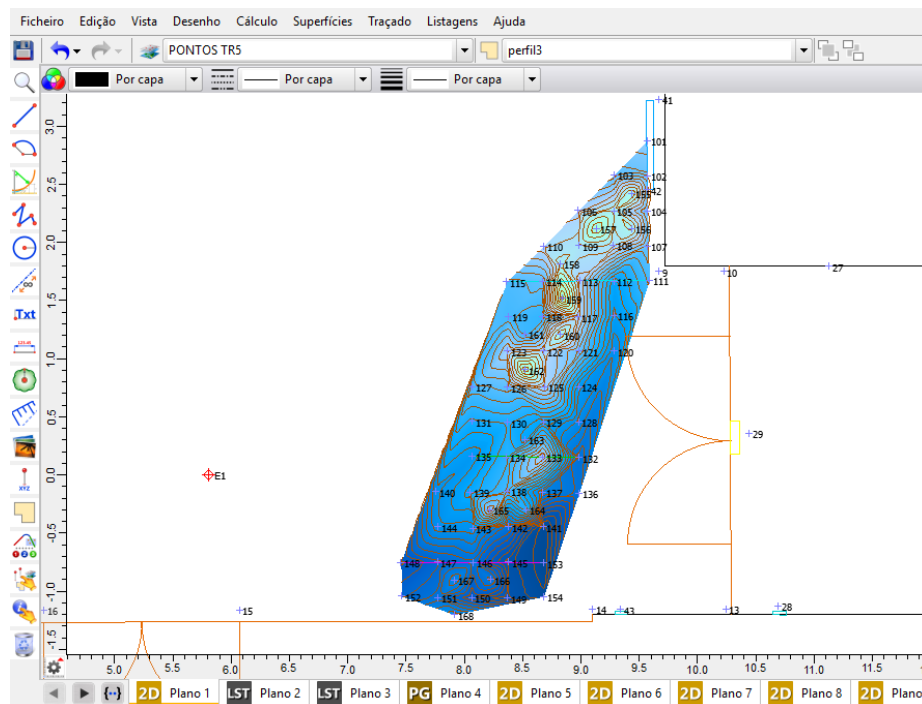 Ficheiro Edição Vista Desenho Cálculo Superfícies Traçado Listagens Ajuda
PONTOS TR5 perfil3
Por capa Por capa Por capa
3.0
2.5
2.0
1.5
1.0
0.5
0.0
-0.5
-1.0
-1.5
41
101
103 102
155 42
106 105 104
157 156
110 109 108 107
158
9 10 27
115 114 113 112 111
159
119 118 117 116
161 160
123 122 121 120
162
127 126 125 124
131 130 129 128
163 29
135 134 133 132
E1
140 139 138 137 136
165 164
144 143 142 141
148 147 146 145 153
167 166
152 151 150 149 154
168
16 15 14 43 13 28
5.0 5.5 6.0 6.5 7.0 7.5 8.0 8.5 9.0 9.5 10.0 10.5 11.0 11.5
.Txt
XYZ
2D Plano 1 LST Plano 2 LST Plano 3 PG Plano 4 2D Plano 5 2D Plano 6 2D Plano 7 2D Plano 8 2D Plano